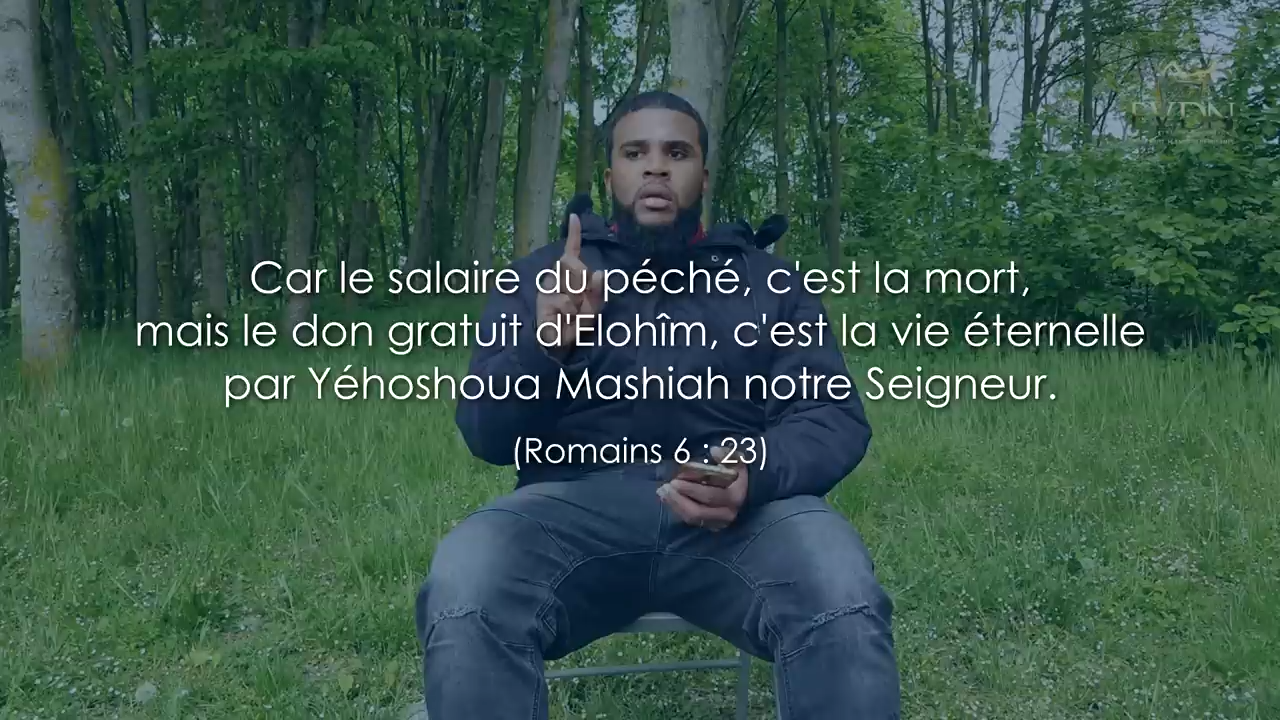 Car le salaire du péché, c'est la mort,
mais le don gratuit d'Elohîm, c'est la vie éternelle
par Yéhoshoua Mashiah notre Seigneur.
(Romains 6 : 23)